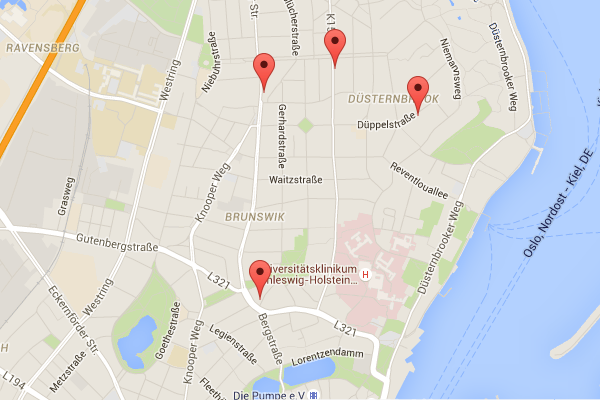 Str.
K15
Blücherstraße
RAVENSBERG
Westring
Niebuhrstraße
Niemannsweg
Düsternbrooker Weg
DÜSTERNBROOK
Düppelstraße
Gerhardstraße
Reventlouallee
Knooper Weg
Waitzstraße
Grasweg
BRUNSWIK
Oslo, Nordost - Kiel, DE
Gutenbergstraße
Düsternbrooker Weg
L321
Universitätsklinikum
Schleswig-Holstein...
H
Westring
Eckernförder Str.
Goethestraße
Knooper Weg
Bergstraße
L321
Legienstraße
Lorentzendamm
L194
Metzstraße
Fleethö
Die Pumpe e.V.